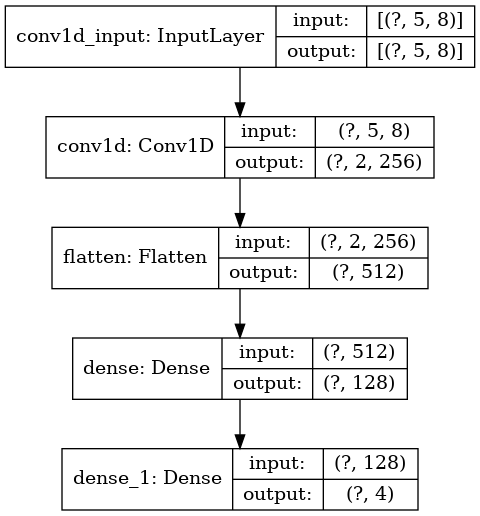 conv1d_input: InputLayer
input:
[(?, 5, 8)]
output:
[(?, 5, 8)]
conv1d: Conv1D
input:
(?, 5, 8)
output:
(?, 2, 256)
flatten: Flatten
input:
(?, 2, 256)
output:
(?, 512)
dense: Dense
input:
(?, 512)
output:
(?, 128)
dense_1: Dense
input:
(?, 128)
output:
(?, 4)